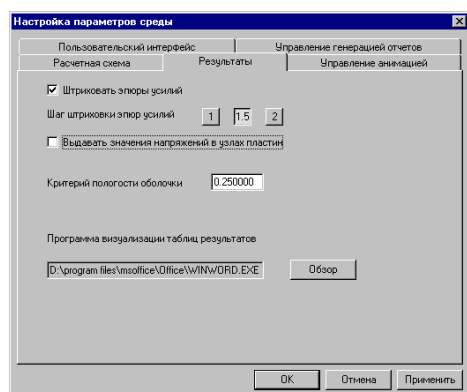 Настройка параметров среды
Пользовательский интерфейс
Управление генерацией отчетов
Расчетная схема
Результаты
Управление анимацией
Штриховать эпюры усилий
Шаг штриховки эпюр усилий 1 1.5 2
Выдавать значения напряжений в узлах пластин
Критерий пологости оболочки 0.250000
Программа визуализации таблиц результатов
D:\program files\msoffice\Office\WINWORD.EXE Обзор
OK Отмена Применить